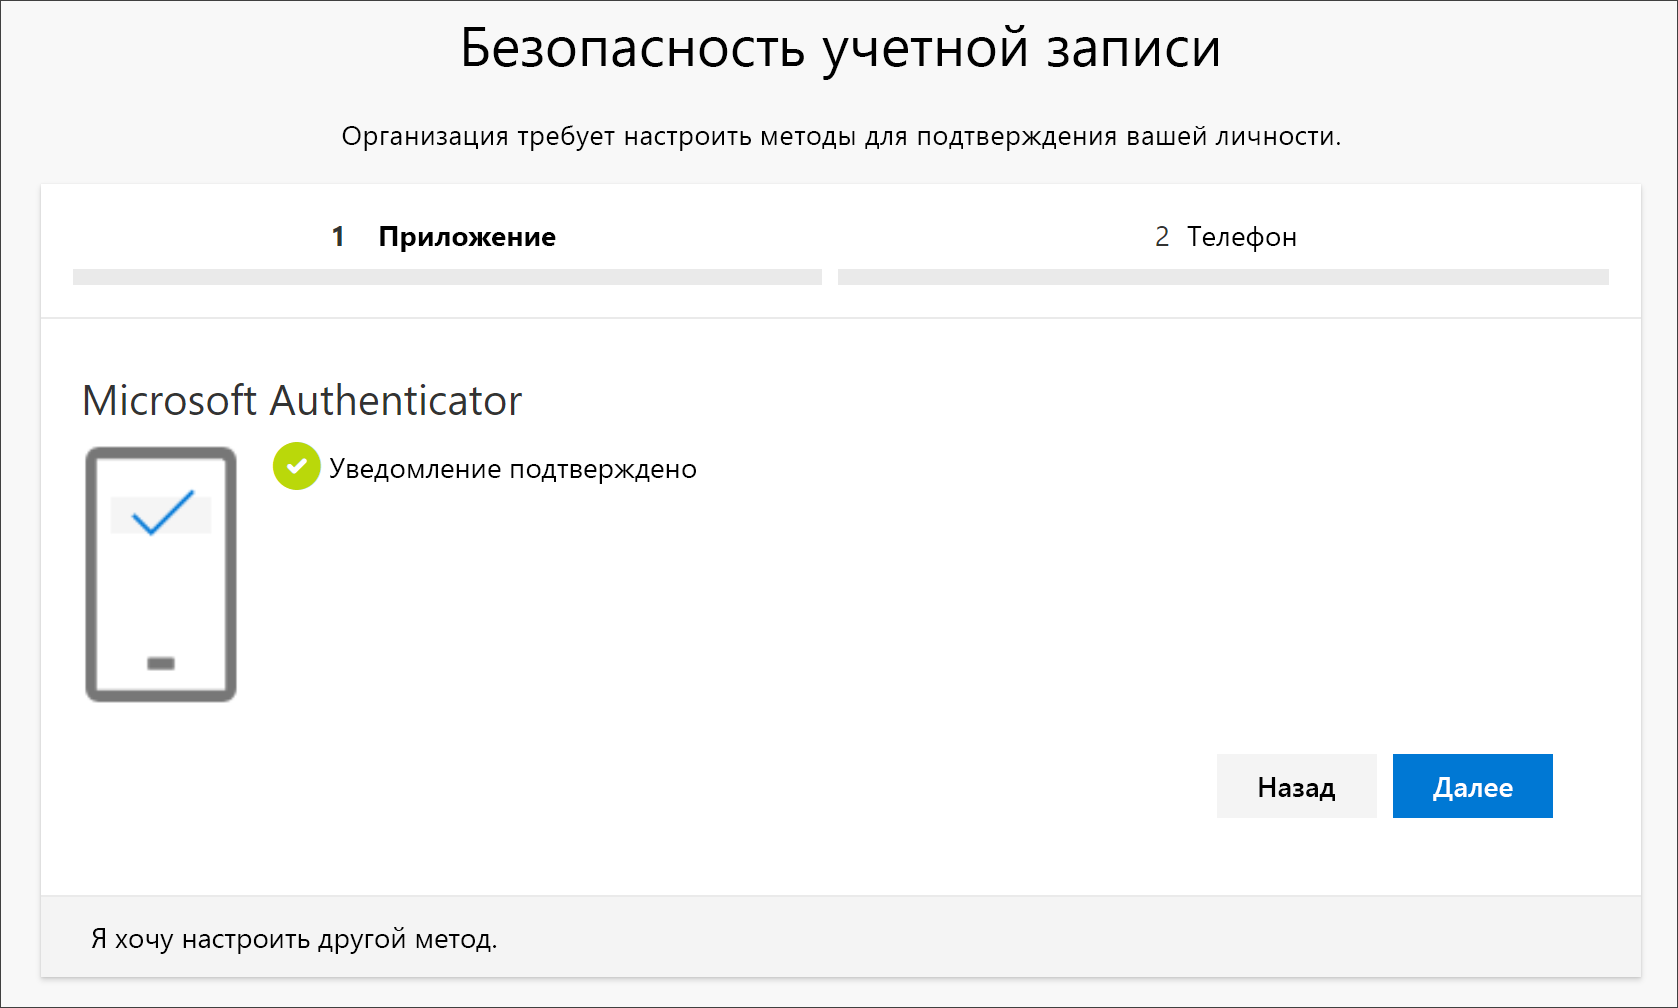 Безопасность учетной записи
Организация требует настроить методы для подтверждения вашей личности.
1 Приложение
2 Телефон
Microsoft Authenticator
Уведомление подтверждено
Назад
Далее
Я хочу настроить другой метод.